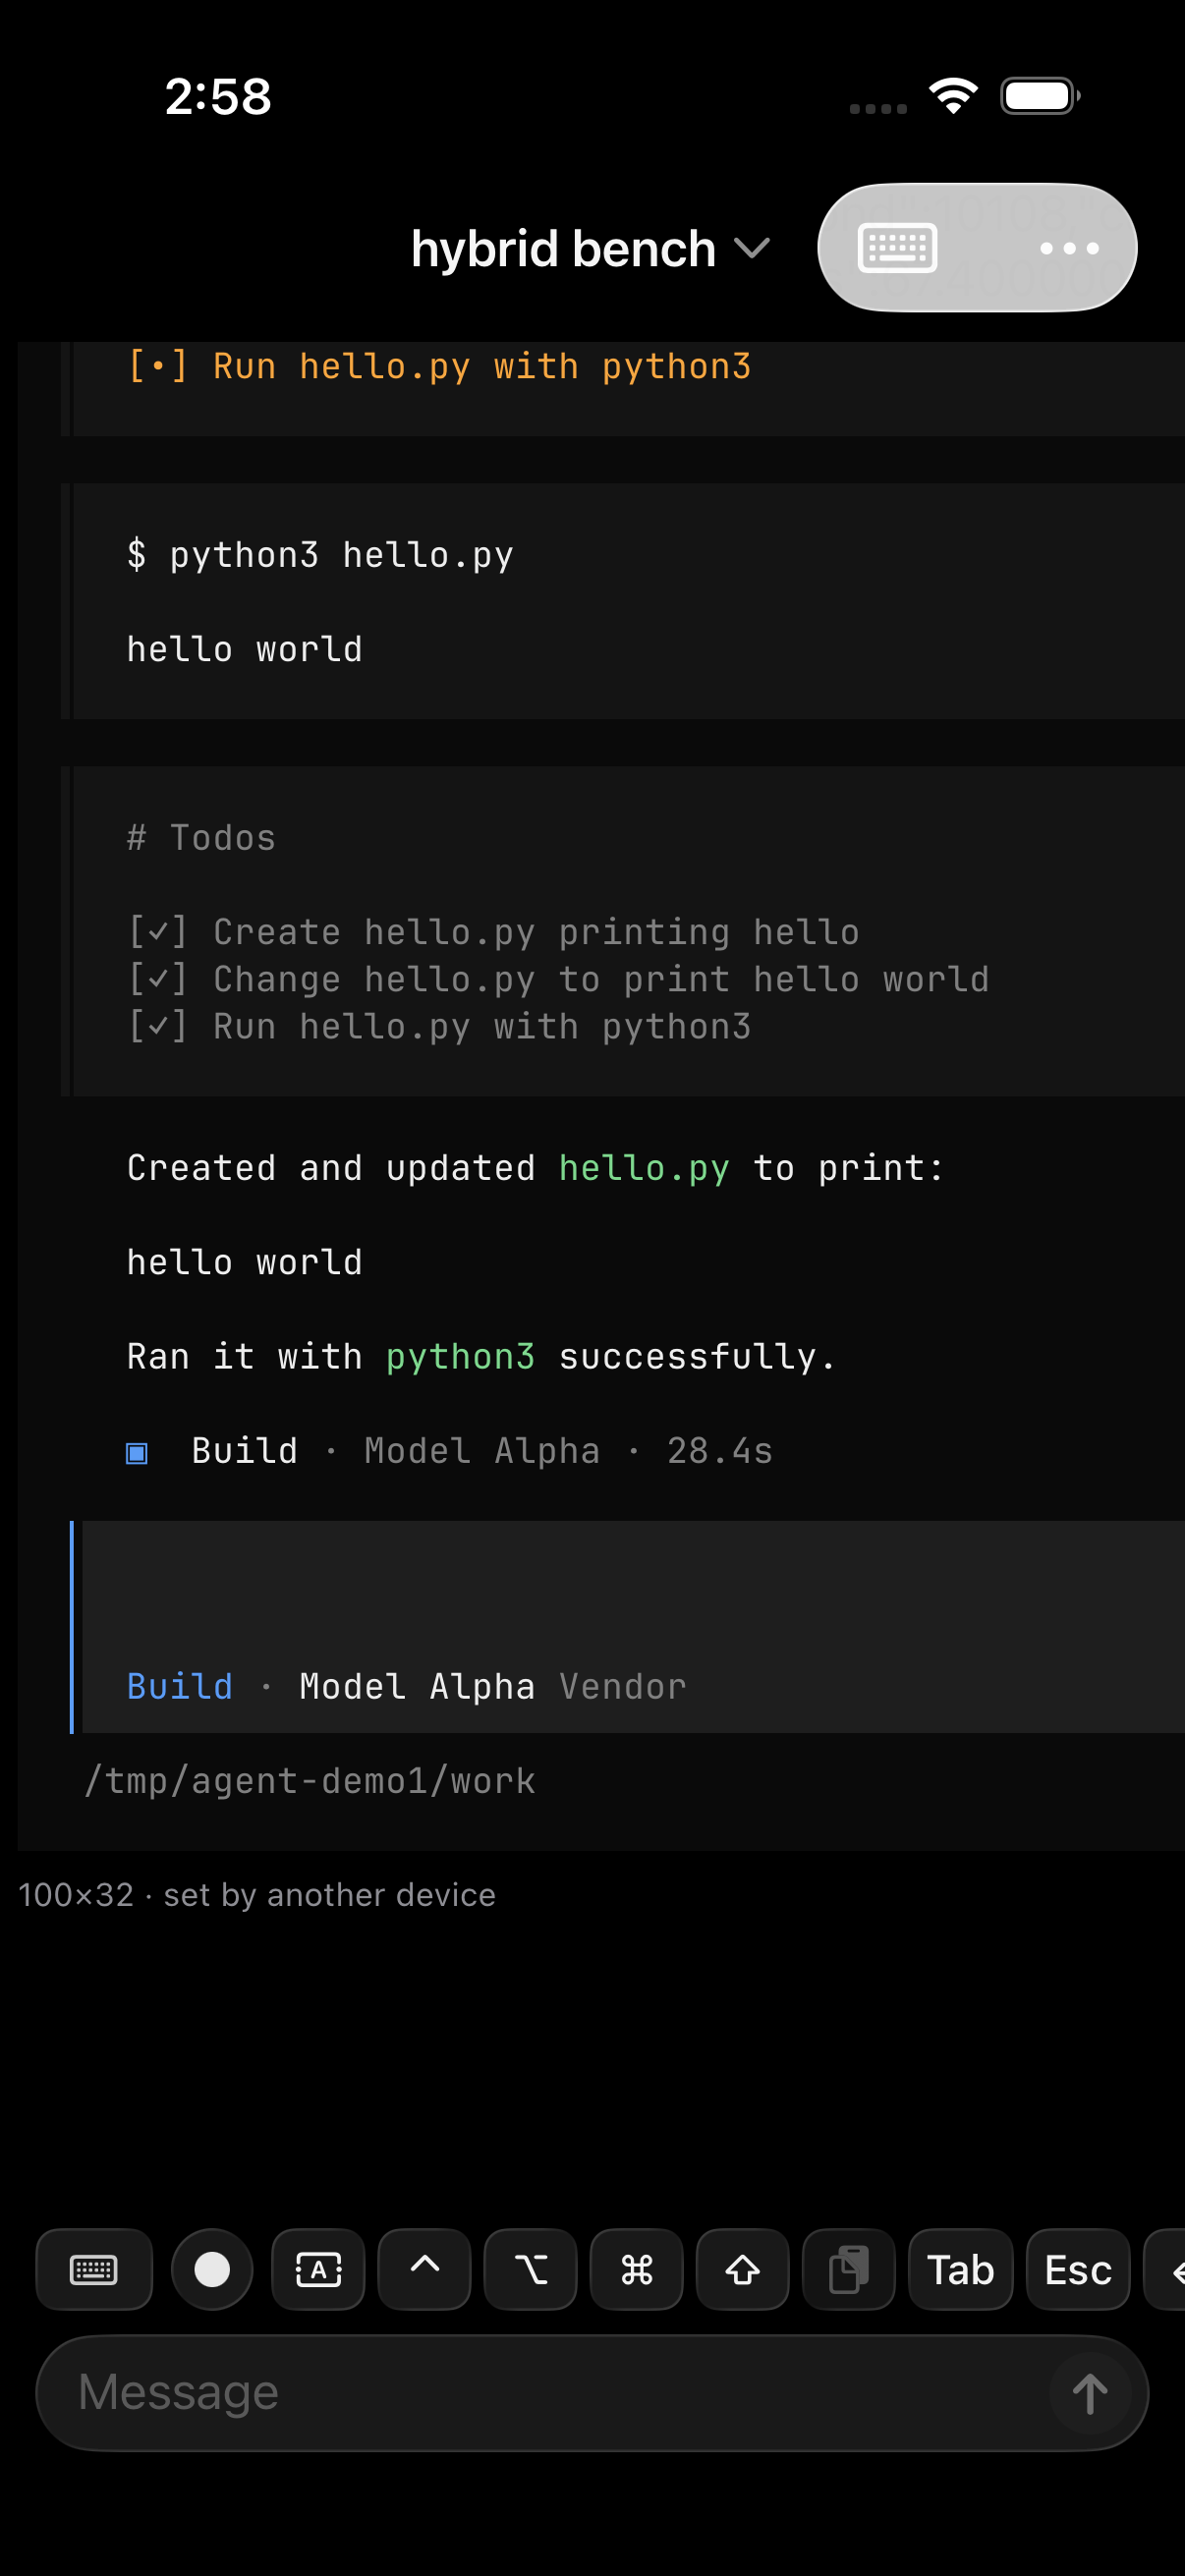 2:58
hybrid bench
[•] Run hello.py with python3
$ python3 hello.py
hello world
# Todos
[✓] Create hello.py printing hello
[✓] Change hello.py to print hello world
[✓] Run hello.py with python3
Created and updated hello.py to print:
hello world
Ran it with python3 successfully.
▣ Build · Model Alpha · 28.4s
Build · Model Alpha Vendor
/tmp/agent-demo1/work
100×32 · set by another device
A ^ ⌥ ⌘ ⇧ Tab Esc
Message